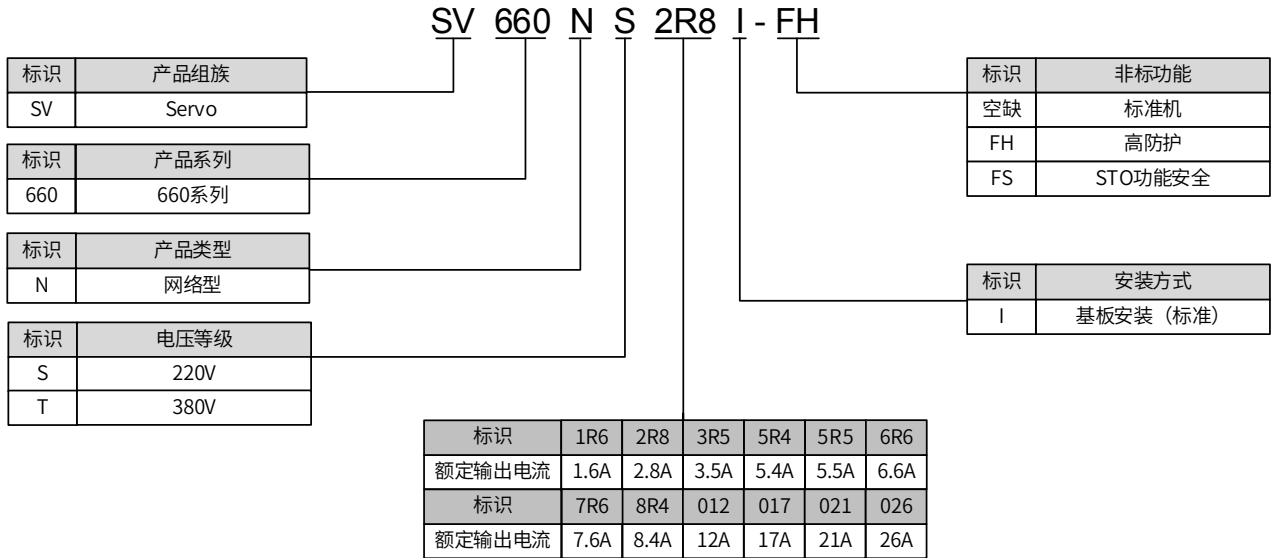 SV 660 N S 2R8 I - FH
标识 产品组族
SV Servo
标识 产品系列
660 660系列
标识 产品类型
N 网络型
标识 电压等级
S 220V
T 380V
标识 非标功能
空缺 标准机
FH 高防护
FS STO功能安全
标识 安装方式
I 基板安装（标准）
标识 1R6 2R8 3R5 5R4 5R5 6R6
额定输出电流 1.6A 2.8A 3.5A 5.4A 5.5A 6.6A
标识 7R6 8R4 012 017 021 026
额定输出电流 7.6A 8.4A 12A 17A 21A 26A